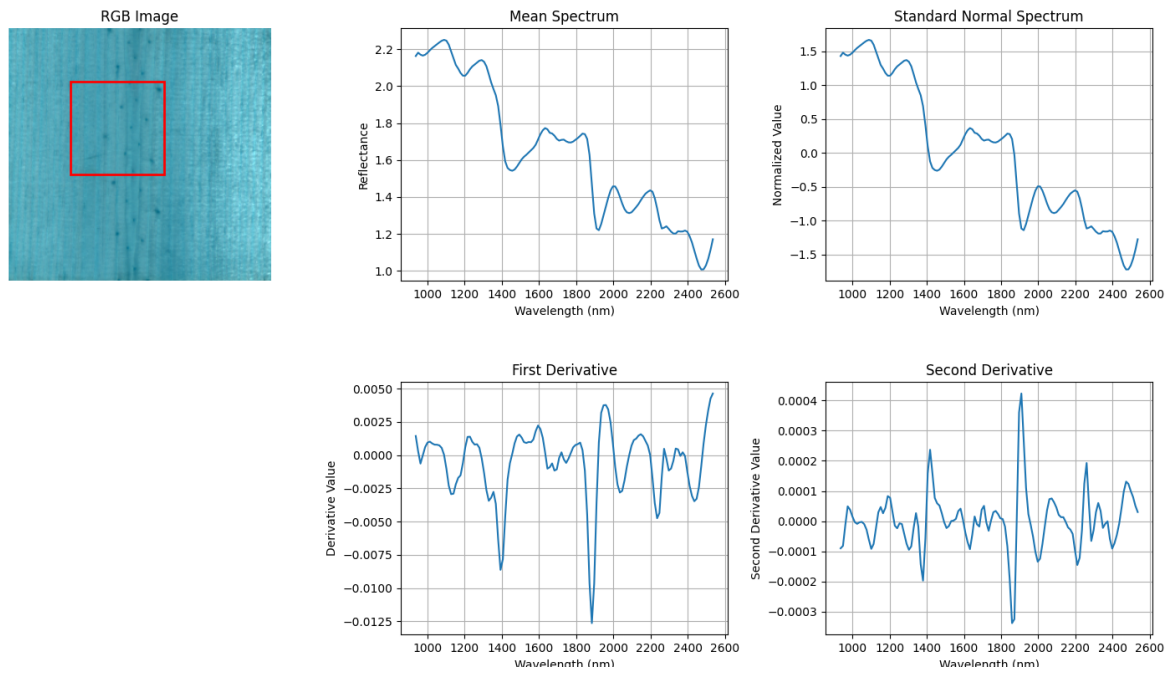 RGB Image
Mean Spectrum
2.2
2.0
1.8
1.6
1.4
1.2
1.0
Reflectance
1000 1200 1400 1600 1800 2000 2200 2400 2600
Wavelength (nm)
Standard Normal Spectrum
1.5
1.0
0.5
0.0
−0.5
−1.0
−1.5
Normalized Value
1000 1200 1400 1600 1800 2000 2200 2400 2600
Wavelength (nm)
First Derivative
0.0050
0.0025
0.0000
−0.0025
−0.0050
−0.0075
−0.0100
−0.0125
Derivative Value
1000 1200 1400 1600 1800 2000 2200 2400 2600
Wavelength (nm)
Second Derivative
0.0004
0.0003
0.0002
0.0001
0.0000
−0.0001
−0.0002
−0.0003
Second Derivative Value
1000 1200 1400 1600 1800 2000 2200 2400 2600
Wavelength (nm)